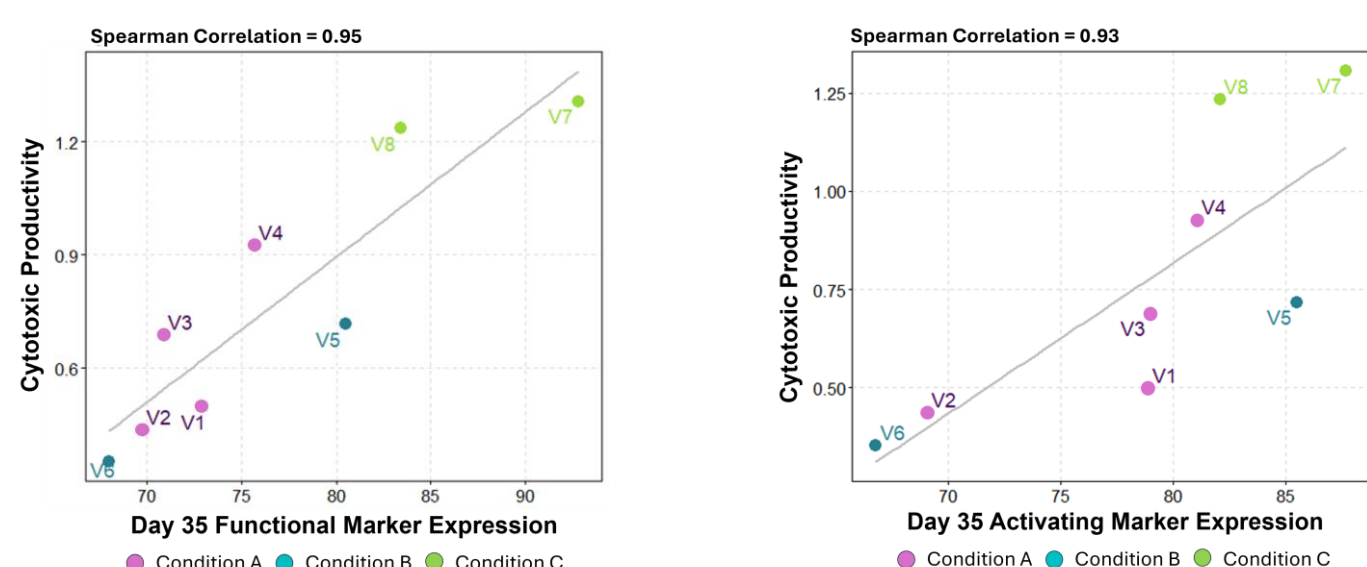 Spearman Correlation = 0.95
Cytotoxic Productivity
1.2
0.9
0.6
V7
V8
V4
V3
V5
V2
V1
V6
70 75 80 85 90
Day 35 Functional Marker Expression
Condition A Condition B Condition C
Spearman Correlation = 0.93
Cytotoxic Productivity
1.25
1.00
0.75
0.50
V8
V7
V4
V3
V5
V1
V2
V6
70 75 80 85
Day 35 Activating Marker Expression
Condition A Condition B Condition C